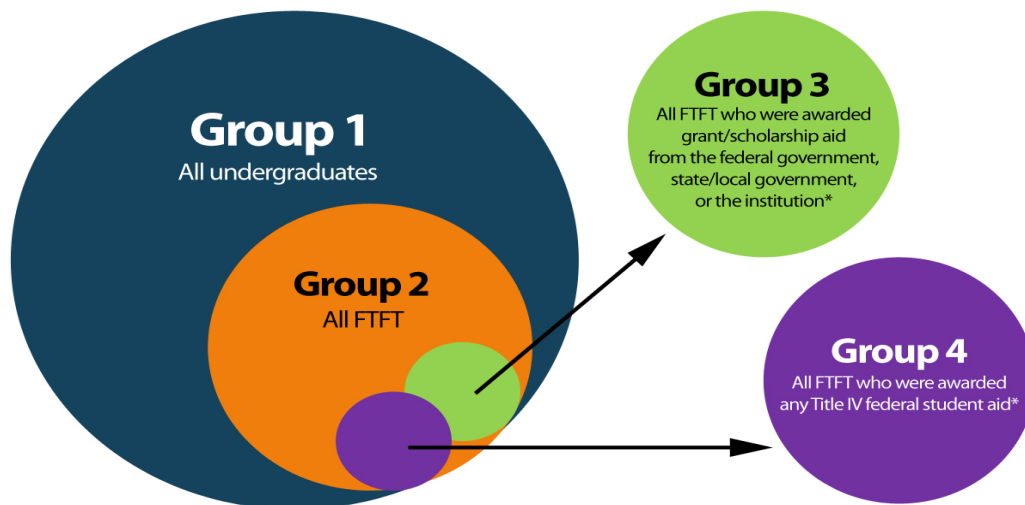 Group 1
All undergraduates
Group 2
All FTFT
Group 3
All FTFT who were awarded
grant/scholarship aid
from the federal government,
state/local government,
or the institution*
Group 4
All FTFT who were awarded
any Title IV federal student aid*